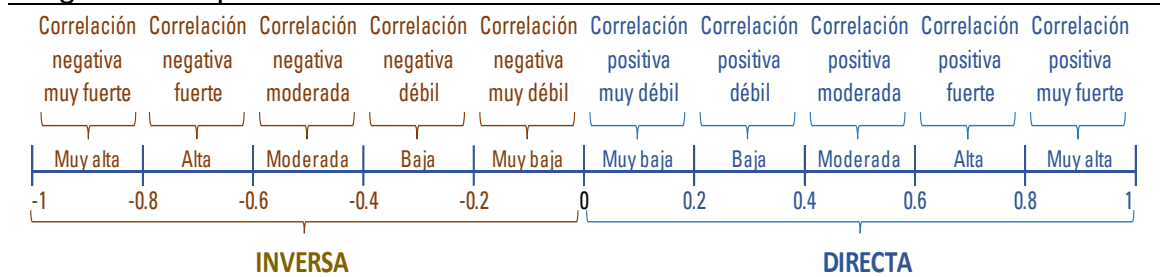 Correlación Correlación Correlación Correlación Correlación Correlación Correlación Correlación Correlación Correlación
negativa negativa negativa negativa negativa positiva positiva positiva positiva positiva
muy fuerte fuerte moderada débil muy débil muy débil débil moderada fuerte muy fuerte
Muy alta Alta Moderada Baja Muy baja Muy baja Baja Moderada Alta Muy alta
-1 -0.8 -0.6 -0.4 -0.2 0 0.2 0.4 0.6 0.8 1
INVERSA DIRECTA